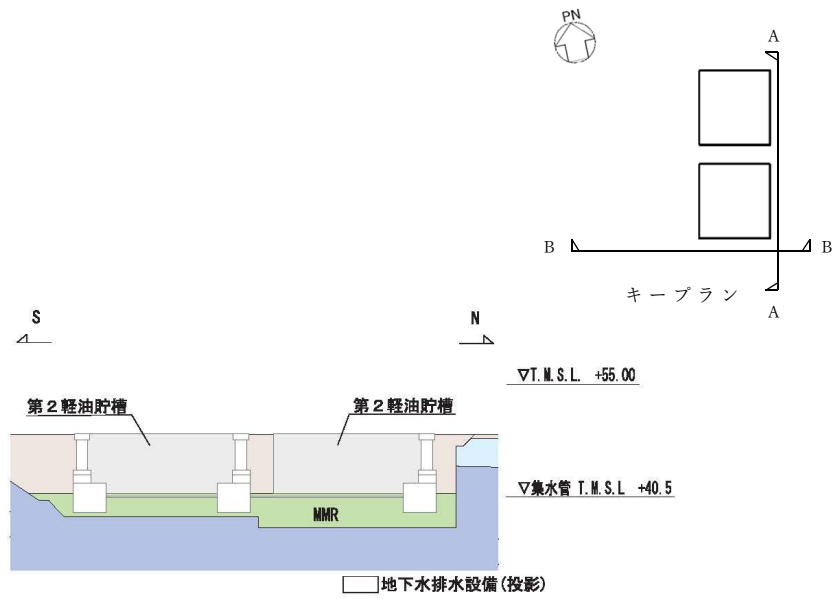 PN
A
B
B
キープラン
A
S
N
▽T.M.S.L. +55.00
第2軽油貯槽
第2軽油貯槽
▽集水管 T.M.S.L +40.5
MMR
地下水排水設備(投影)